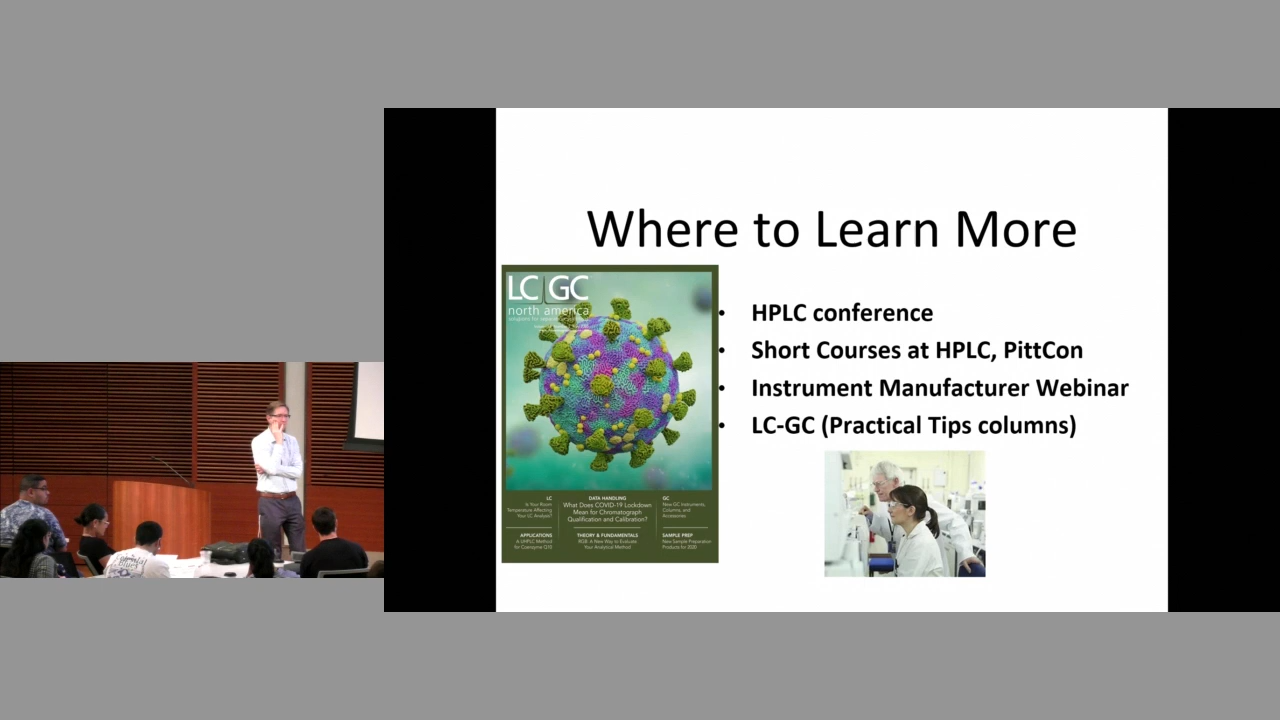 Where to Learn More
LC GC
north america
• HPLC conference
• Short Courses at HPLC, PittCon
• Instrument Manufacturer Webinar
• LC-GC (Practical Tips columns)
LC
Is Your Room
Temperature Affecting
Your LC Analysis?
DATA HANDLING
What Does COVID-19 Lockdown
Mean for Chromatograph
Qualification and Calibration?
GC
New GC Instruments,
Columns, and
Accessories
APPLICATIONS
A UHPLC Method
for Coenzyme Q10
THEORY & FUNDAMENTALS
RGB: A New Way to Evaluate
Your Analytical Method
SAMPLE PREP
New Sample Preparation
Products for 2020